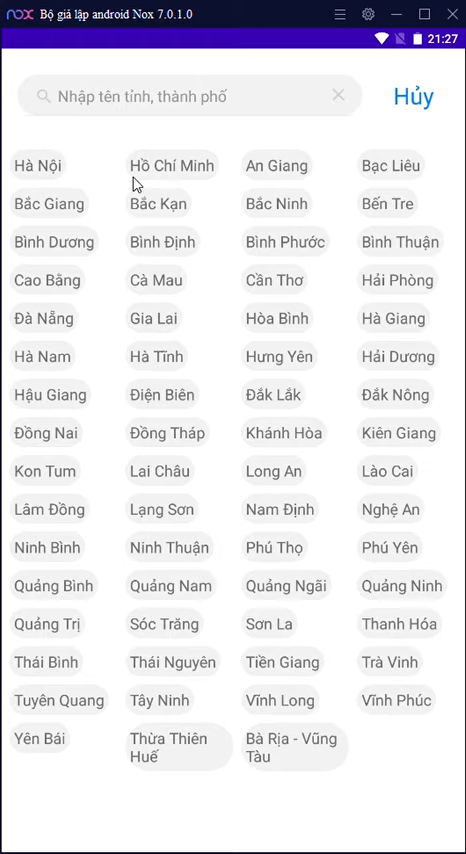 nox Bộ giả lập android Nox 7.0.1.0
21:27
Nhập tên tỉnh, thành phố
Hủy
Hà Nội Hồ Chí Minh An Giang Bạc Liêu
Bắc Giang Bắc Kạn Bắc Ninh Bến Tre
Bình Dương Bình Định Bình Phước Bình Thuận
Cao Bằng Cà Mau Cần Thơ Hải Phòng
Đà Nẵng Gia Lai Hòa Bình Hà Giang
Hà Nam Hà Tĩnh Hưng Yên Hải Dương
Hậu Giang Điện Biên Đắk Lắk Đắk Nông
Đồng Nai Đồng Tháp Khánh Hòa Kiên Giang
Kon Tum Lai Châu Long An Lào Cai
Lâm Đồng Lạng Sơn Nam Định Nghệ An
Ninh Bình Ninh Thuận Phú Thọ Phú Yên
Quảng Bình Quảng Nam Quảng Ngãi Quảng Ninh
Quảng Trị Sóc Trăng Sơn La Thanh Hóa
Thái Bình Thái Nguyên Tiền Giang Trà Vinh
Tuyên Quang Tây Ninh Vĩnh Long Vĩnh Phúc
Yên Bái
Thừa Thiên
Huế
Bà Rịa - Vũng
Tàu